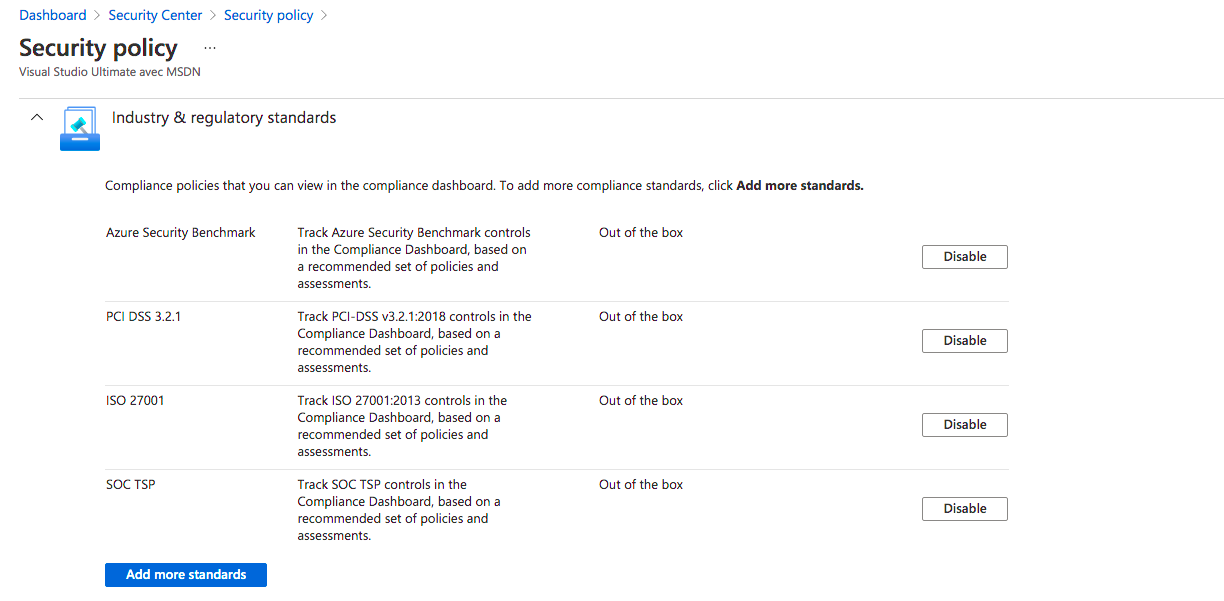 Dashboard > Security Center > Security policy >
Security policy ...
Visual Studio Ultimate avec MSDN
Industry & regulatory standards
Compliance policies that you can view in the compliance dashboard. To add more compliance standards, click Add more standards.
Azure Security Benchmark
Track Azure Security Benchmark controls
in the Compliance Dashboard, based on
a recommended set of policies and
assessments.
Out of the box
Disable
PCI DSS 3.2.1
Track PCI-DSS v3.2.1:2018 controls in the
Compliance Dashboard, based on a
recommended set of policies and
assessments.
Out of the box
Disable
ISO 27001
Track ISO 27001:2013 controls in the
Compliance Dashboard, based on a
recommended set of policies and
assessments.
Out of the box
Disable
SOC TSP
Track SOC TSP controls in the
Compliance Dashboard, based on a
recommended set of policies and
assessments.
Out of the box
Disable
Add more standards